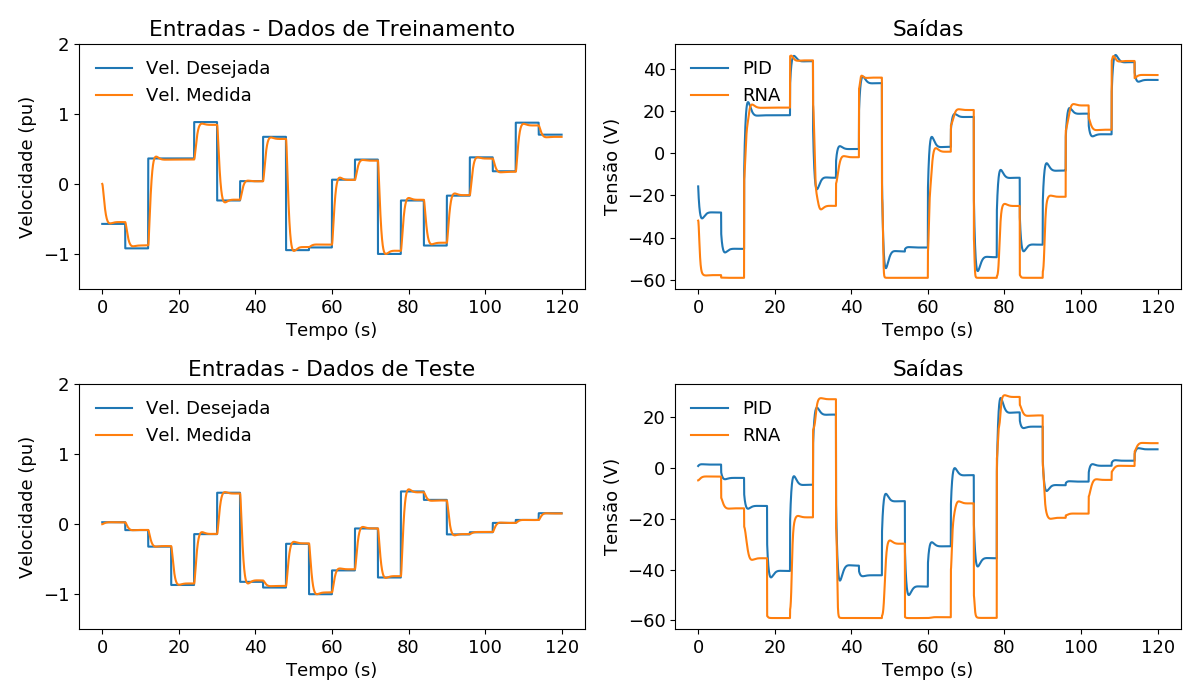 Entradas - Dados de Treinamento
Vel. Desejada
Vel. Medida
Velocidade (pu)
2
1
0
−1
0 20 40 60 80 100 120
Tempo (s)
Saídas
PID
RNA
Tensão (V)
40
20
0
−20
−40
−60
0 20 40 60 80 100 120
Tempo (s)
Entradas - Dados de Teste
Vel. Desejada
Vel. Medida
Velocidade (pu)
2
1
0
−1
0 20 40 60 80 100 120
Tempo (s)
Saídas
PID
RNA
Tensão (V)
20
0
−20
−40
−60
0 20 40 60 80 100 120
Tempo (s)